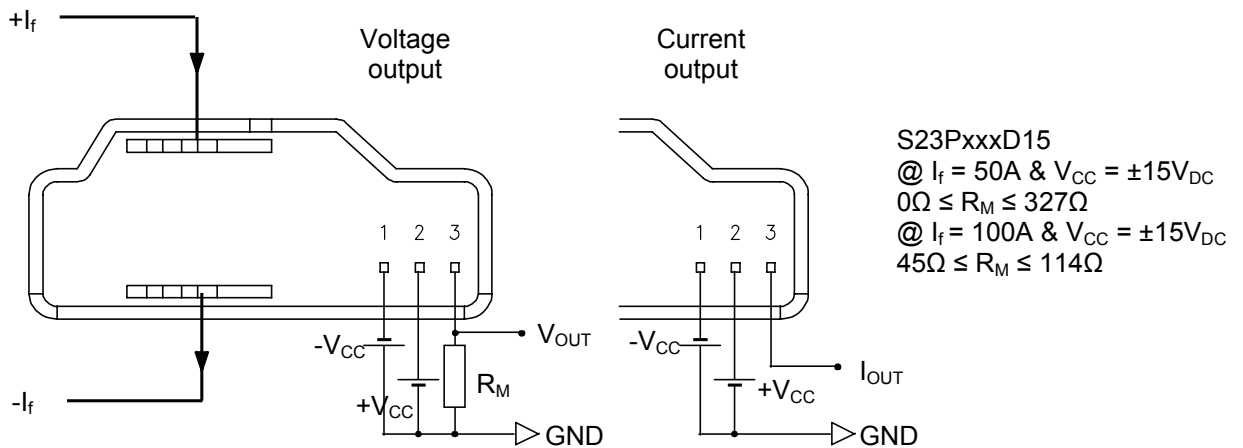 +If
Voltage
output
Current
output
S23PxxxD15
@ If = 50A & VCC = ±15VDC
0Ω ≤ RM ≤ 327Ω
@ If = 100A & VCC = ±15VDC
45Ω ≤ RM ≤ 114Ω
1 2 3
1 2 3
-VCC
VOUT
RM
+VCC
-If
GND
-VCC
IOUT
+VCC
GND